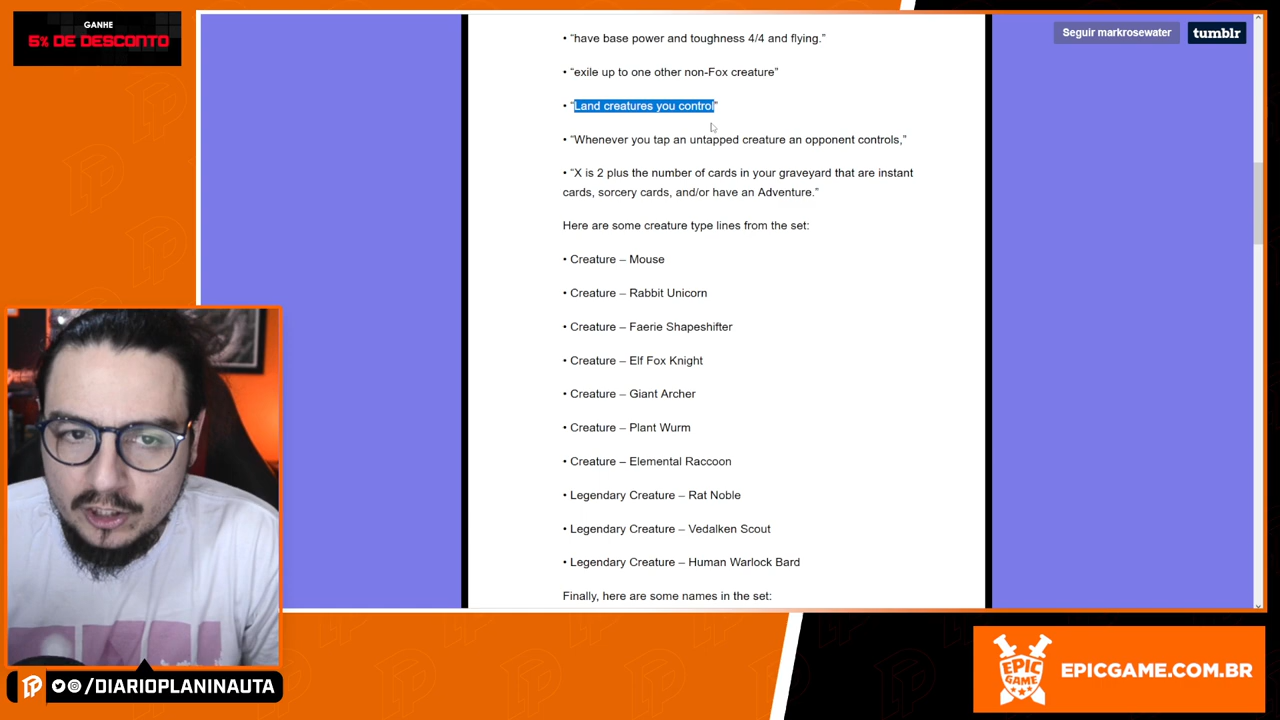 GANHE
5% DE DESCONTO
Seguir markrosewater
tumblr
• “have base power and toughness 4/4 and flying.”
• “exile up to one other non-Fox creature”
• “Land creatures you control”
• “Whenever you tap an untapped creature an opponent controls,”
• “X is 2 plus the number of cards in your graveyard that are instant
cards, sorcery cards, and/or have an Adventure.”
Here are some creature type lines from the set:
• Creature – Mouse
• Creature – Rabbit Unicorn
• Creature – Faerie Shapeshifter
• Creature – Elf Fox Knight
• Creature – Giant Archer
• Creature – Plant Wurm
• Creature – Elemental Raccoon
• Legendary Creature – Rat Noble
• Legendary Creature – Vedalken Scout
• Legendary Creature – Human Warlock Bard
Finally, here are some names in the set:
/DIARIOPLANINAUTA
EPIC
GAME
EPICGAME.COM.BR